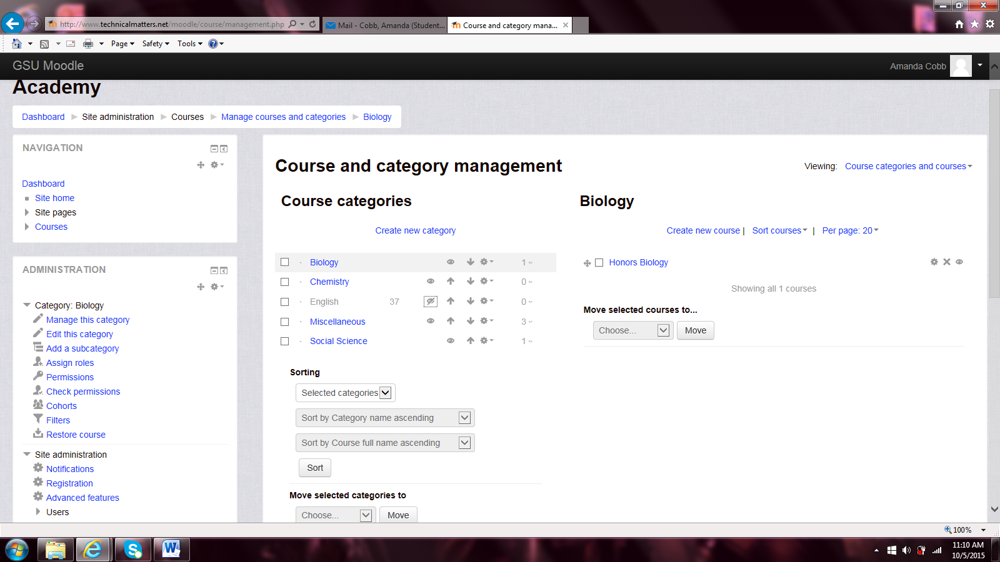 http://www.technicalmatters.net/moodle/course/management.php
Mail - Cobb, Amanda (Student...
Course and category mana...
Page
Safety
Tools
GSU Moodle
Amanda Cobb
Academy
Dashboard Site administration Courses Manage courses and categories Biology
NAVIGATION
Dashboard
Site home
Site pages
Courses
ADMINISTRATION
Category: Biology
Manage this category
Edit this category
Add a subcategory
Assign roles
Permissions
Check permissions
Cohorts
Filters
Restore course
Site administration
Notifications
Registration
Advanced features
Users
Course and category management
Viewing: Course categories and courses
Course categories
Create new category
Biology 1
Chemistry 0
English 37 0
Miscellaneous 3
Social Science 1
Sorting
Selected categories
Sort by Category name ascending
Sort by Course full name ascending
Sort
Move selected categories to
Choose... Move
Biology
Create new course | Sort courses | Per page: 20
Honors Biology
Showing all 1 courses
Move selected courses to...
Choose... Move
100%
11:10 AM
10/5/2015